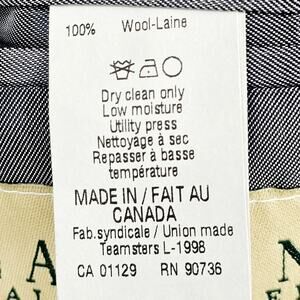 100% Wool-Laine
Dry clean only
Low moisture
Utility press
Nettoyage à sec
Repasser à basse
température
MADE IN / FAIT AU
CANADA
Fab.syndicale / Union made
Teamsters L-1998
CA 01129 RN 90736
A
N